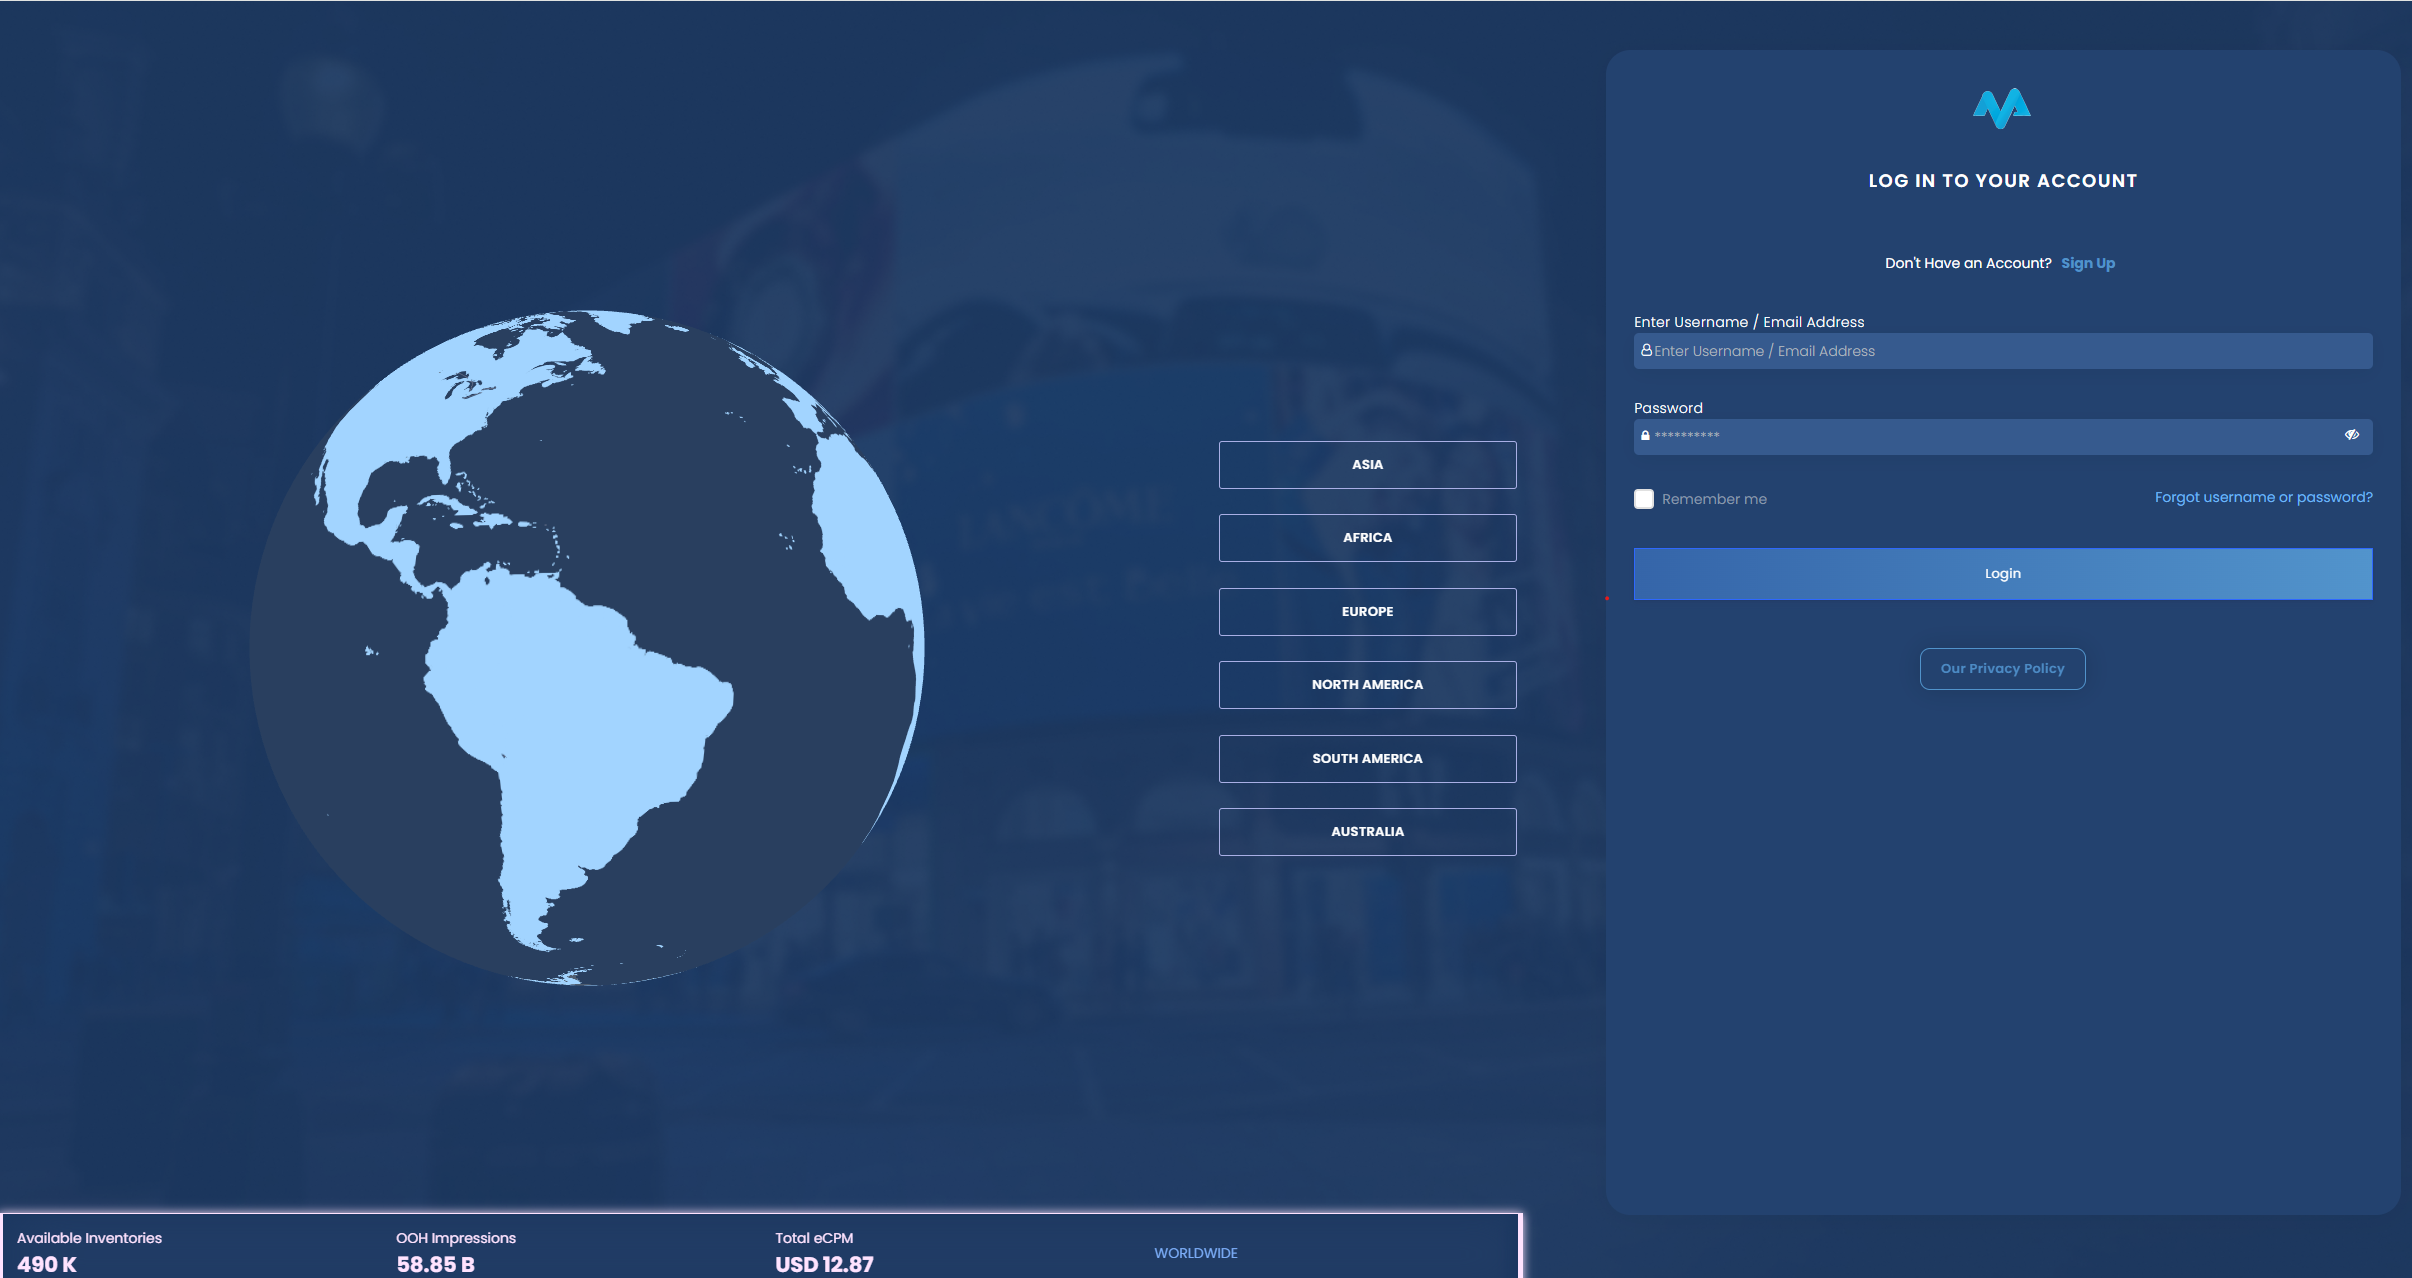 LOG IN TO YOUR ACCOUNT
Don't Have an Account? Sign Up
Enter Username / Email Address
Enter Username / Email Address
Password
**********
Remember me
Forgot username or password?
Login
Our Privacy Policy
ASIA
AFRICA
EUROPE
NORTH AMERICA
SOUTH AMERICA
AUSTRALIA
LANCÔME
Available Inventories
490 K
OOH Impressions
58.85 B
Total eCPM
USD 12.87
WORLDWIDE